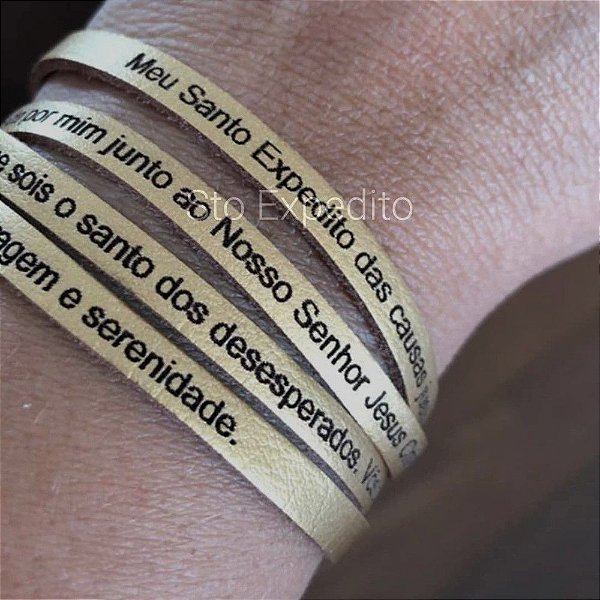 Meu Santo Expedito das causas
por mim junto ao Nosso Senhor Jesus
sois o santo dos desesperados. Vós
e serenidade.
Sto Expedito